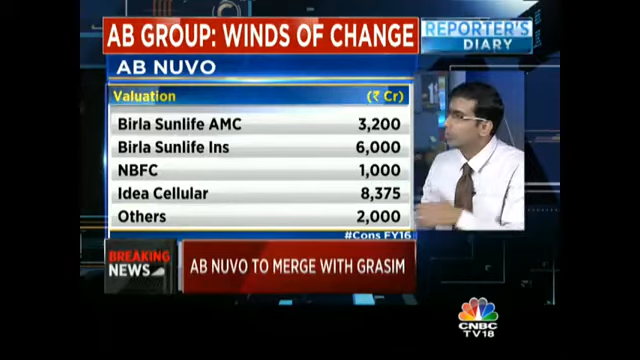 AB GROUP: WINDS OF CHANGE
REPORTER'S
DIARY
AB NUVO
Valuation (₹ Cr)
Birla Sunlife AMC 3,200
Birla Sunlife Ins 6,000
NBFC 1,000
Idea Cellular 8,375
Others 2,000
#Cons FY16
BREAKING
NEWS
AB NUVO TO MERGE WITH GRASIM
CNBC
TV18